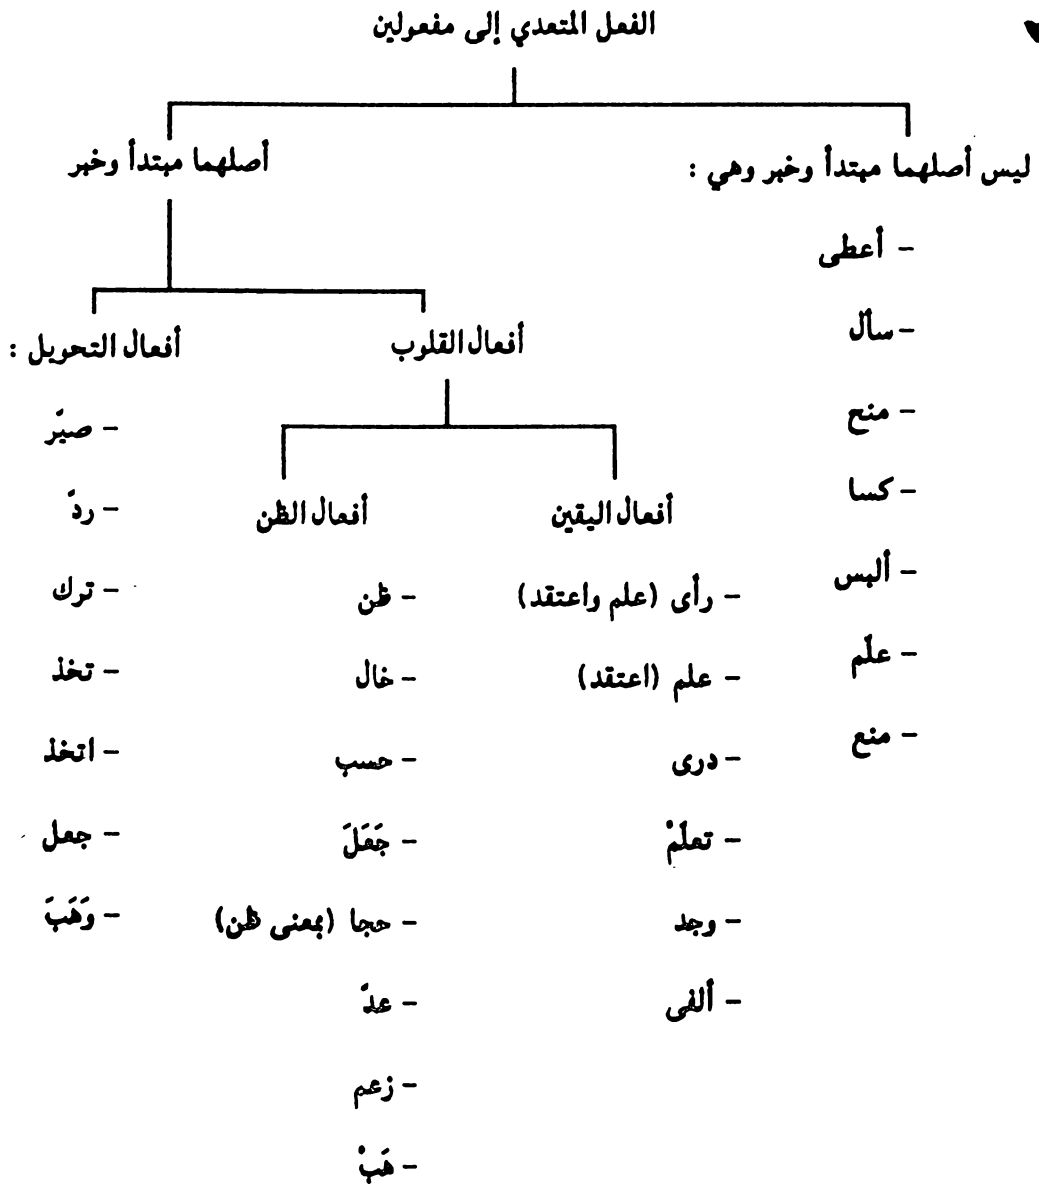 الفعل المتعدي إلى مفعولين
ليس أصلهما مبتدأ وخبر وهي :
- أعطى
- سأل
- منح
- كسا
- ألبس
- علّم
- منع
أصلهما مبتدأ وخبر
أفعال القلوب
أفعال اليقين
- رأى (علم واعتقد)
- علم (اعتقد)
- درى
- تعلّمْ
- وجد
- ألفى
أفعال الظن
- ظن
- خال
- حسب
- جَعَلَ
- حجا (بمعنى ظن)
- عدّ
- زعم
- هَبْ
أفعال التحويل :
- صيّر
- ردّ
- ترك
- تخذ
- اتخذ
- جعل
- وَهَبَ